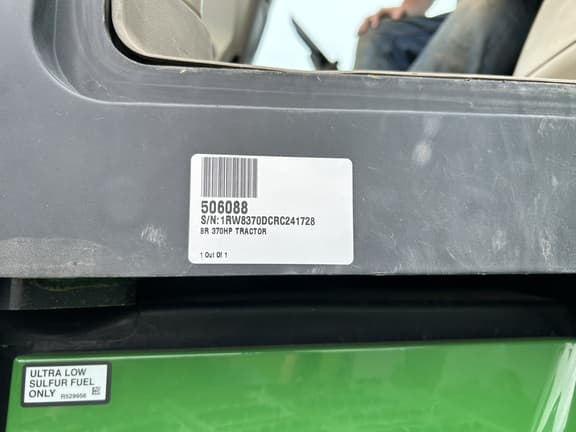 506088
S/N:1RW8370DCRC241728
8R 370HP TRACTOR
1 Out Of 1
ULTRA LOW
SULFUR FUEL
ONLY R529956